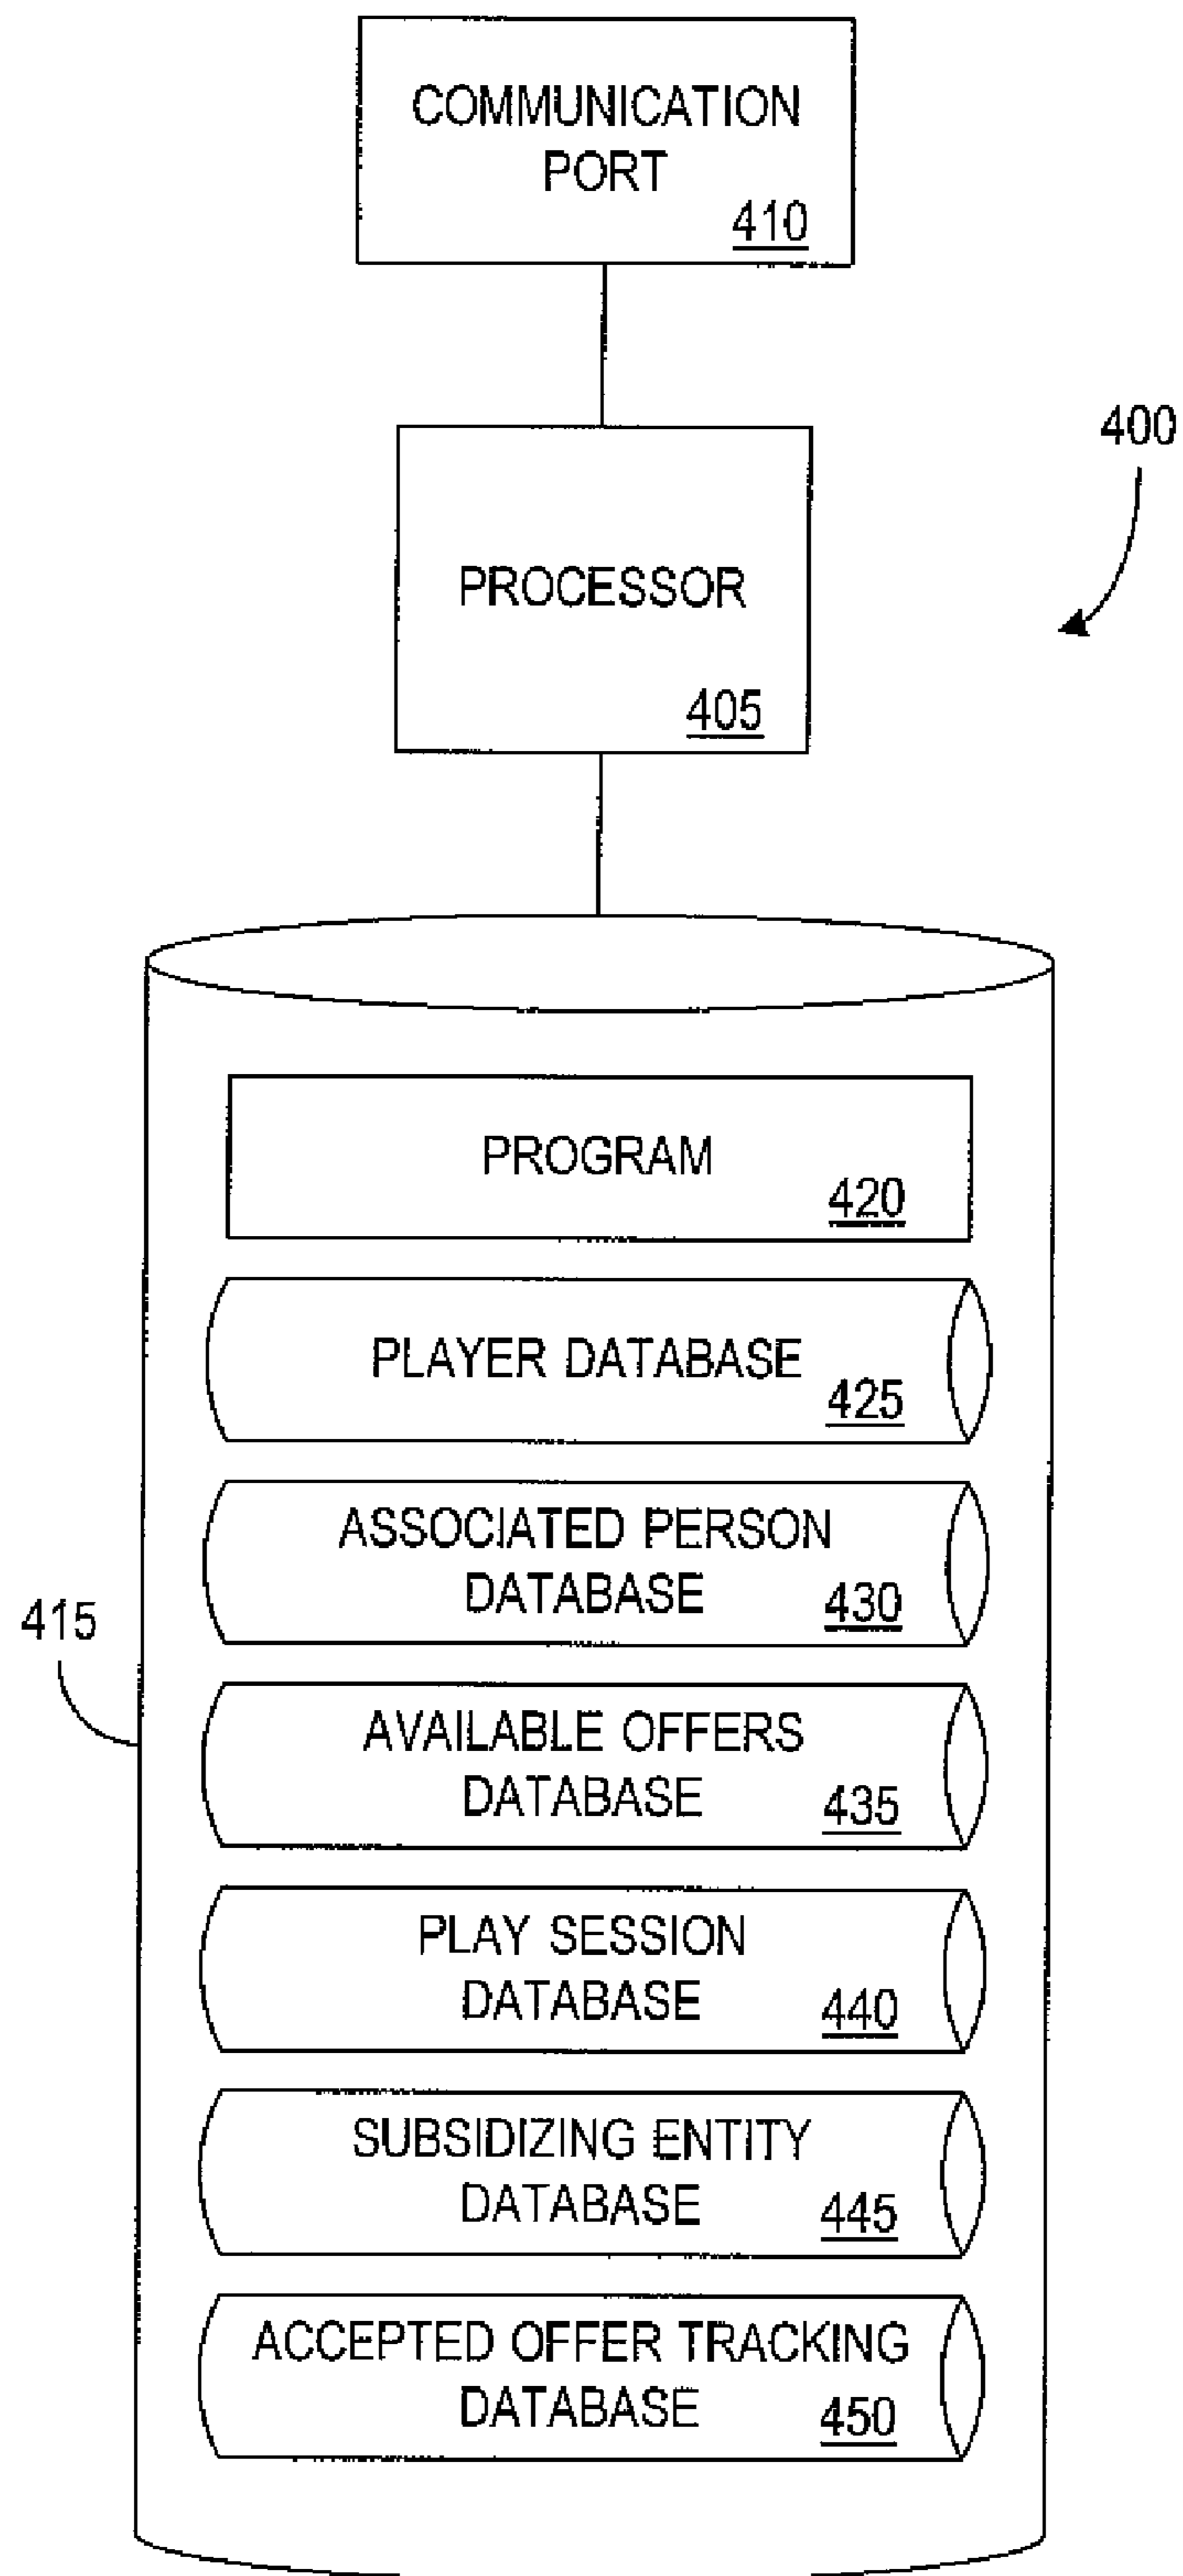 COMMUNICATION
PORT
410
400
PROCESSOR
405
PROGRAM
420
PLAYER DATABASE
425
ASSOCIATED PERSON
DATABASE 430
415
AVAILABLE OFFERS
DATABASE 435
PLAY SESSION
DATABASE 440
SUBSIDIZING ENTITY
DATABASE 445
ACCEPTED OFFER TRACKING
DATABASE 450